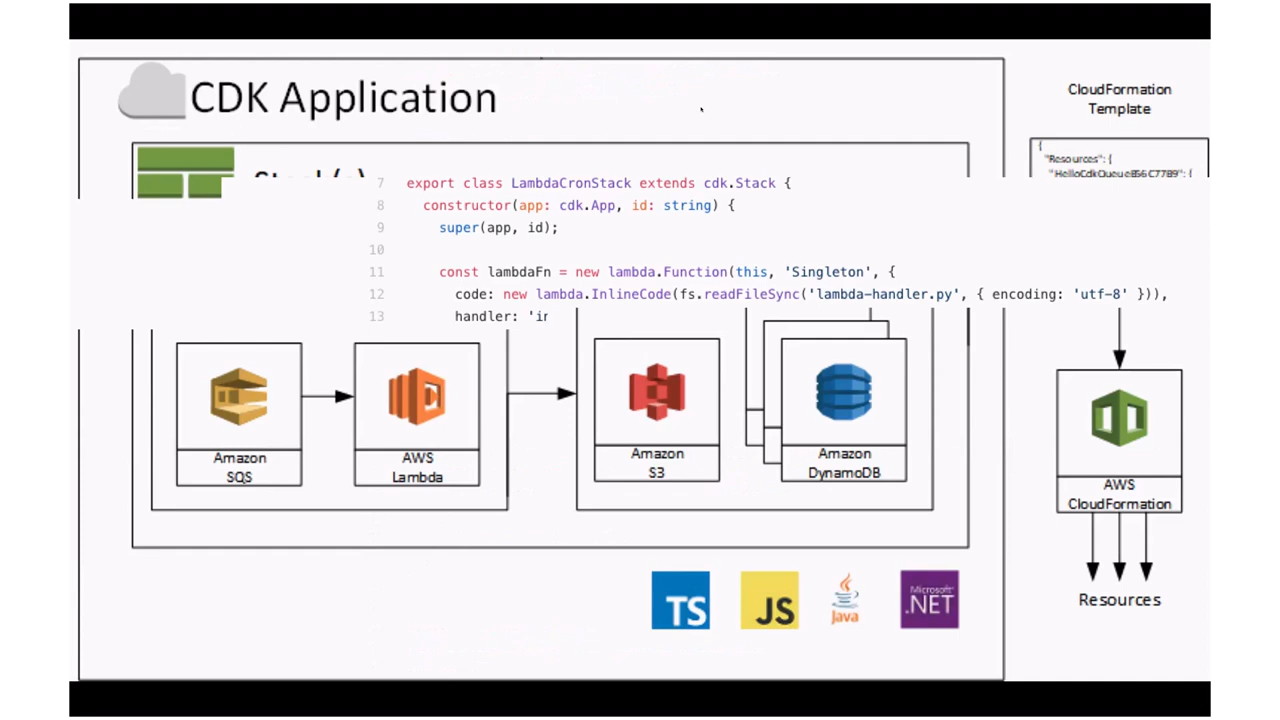 CDK Application
CloudFormation
Template
{
"Resources": {
"HelloCdkQueueB56C7789": {
7 export class LambdaCronStack extends cdk.Stack {
8 constructor(app: cdk.App, id: string) {
9 super(app, id);
10
11 const lambdaFn = new lambda.Function(this, 'Singleton', {
12 code: new lambda.InlineCode(fs.readFileSync('lambda-handler.py', { encoding: 'utf-8' })),
13 handler: 'in
Amazon
SQS
AWS
Lambda
Amazon
S3
Amazon
DynamoDB
AWS
CloudFormation
TS
JS
Java
Microsoft
.NET
Resources